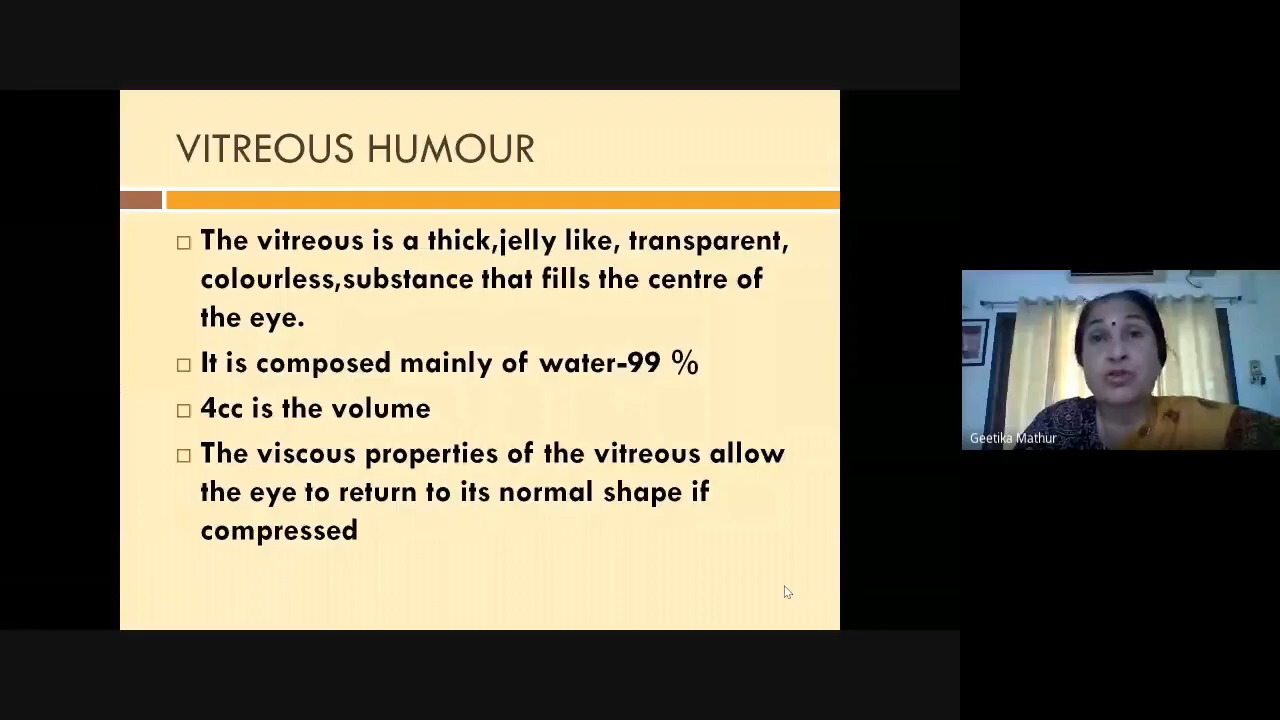 VITREOUS HUMOUR
The vitreous is a thick,jelly like, transparent,
colourless,substance that fills the centre of
the eye.
It is composed mainly of water-99 %
4cc is the volume
The viscous properties of the vitreous allow
the eye to return to its normal shape if
compressed
Geetika Mathur